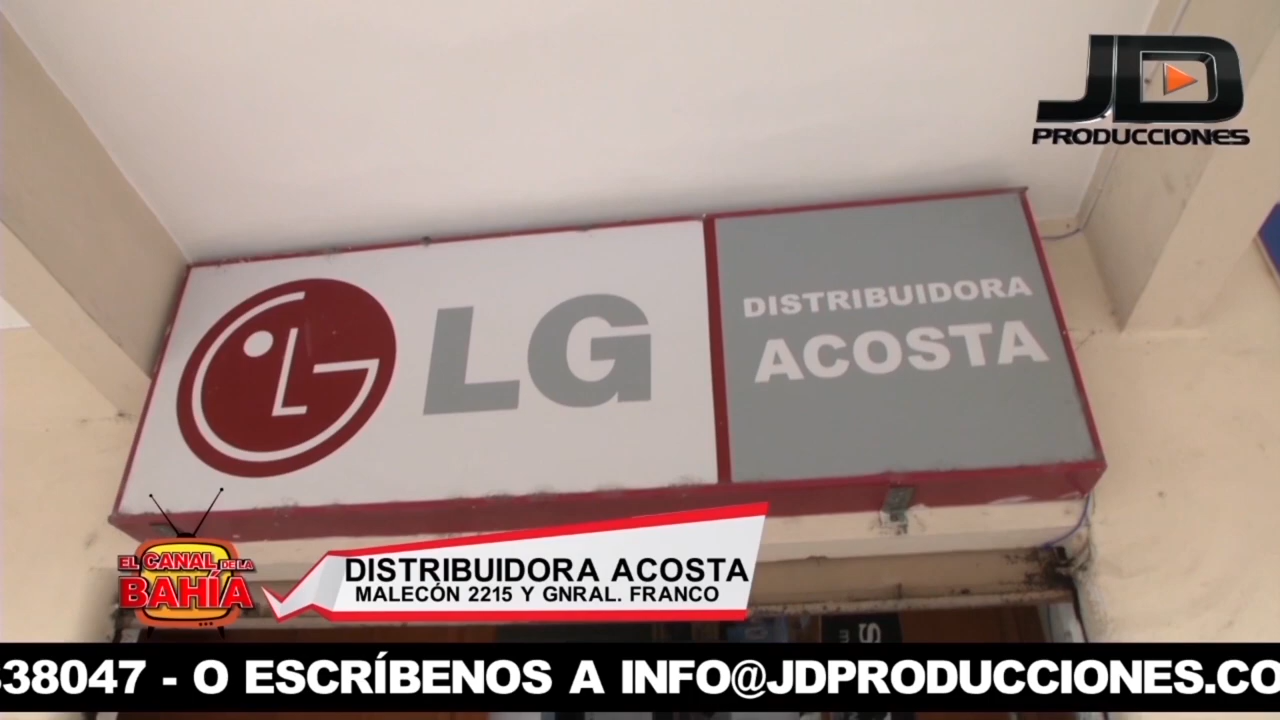 JD
PRODUCCIONES
LG
DISTRIBUIDORA
ACOSTA
EL CANAL DE LA
BAHÍA
DISTRIBUIDORA ACOSTA
MALECÓN 2215 Y GNRAL. FRANCO
38047 - O ESCRÍBENOS A INFO@JDPRODUCCIONES.CO